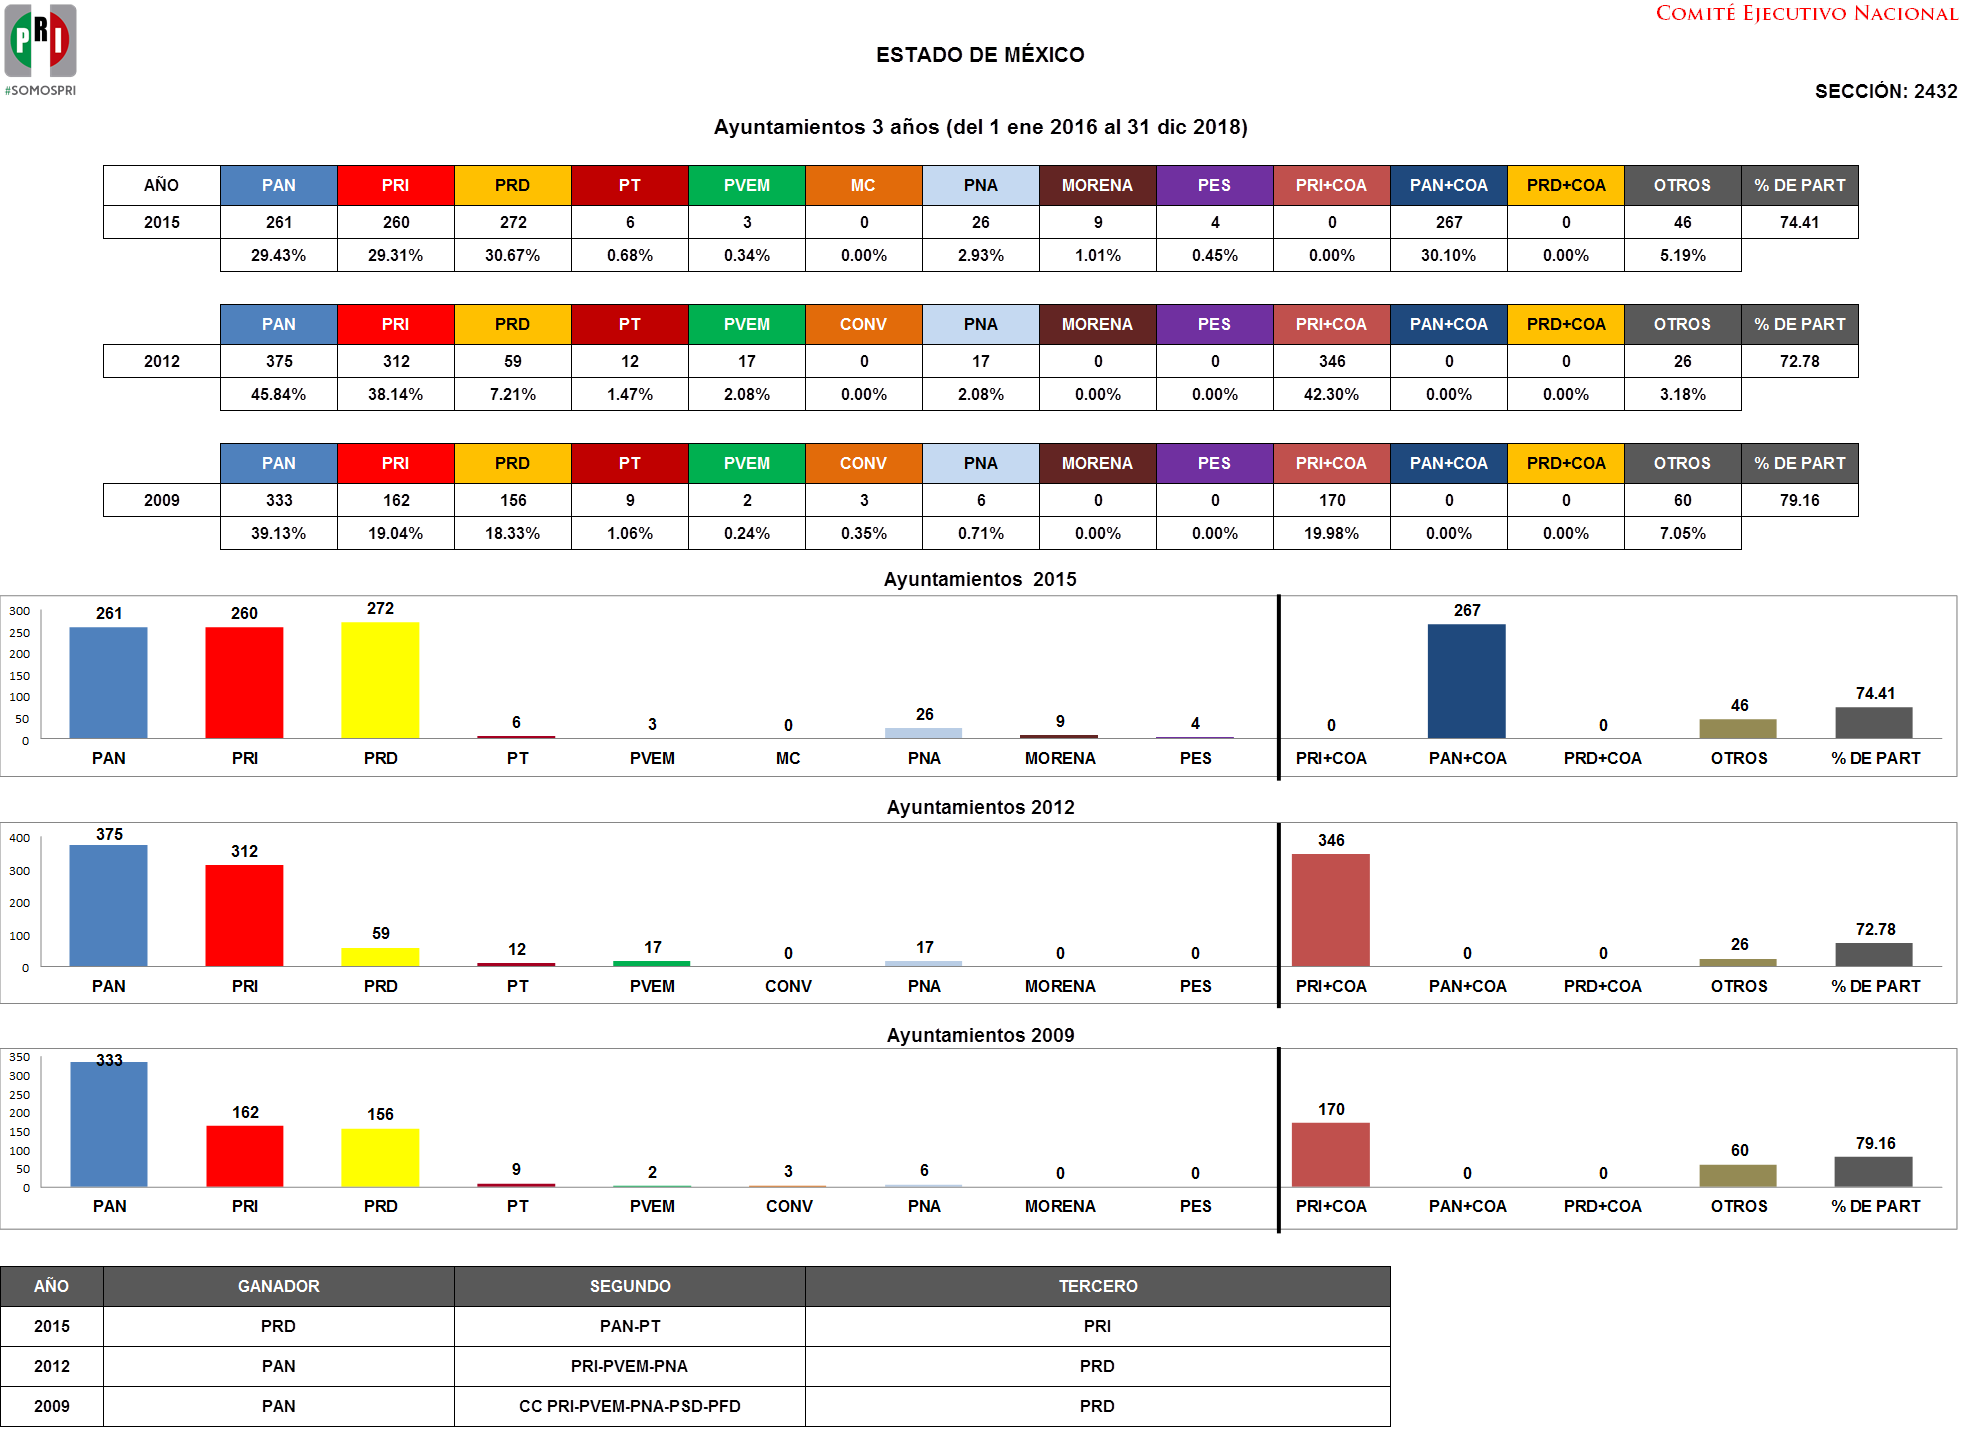 PRI
#SOMOSPRI
COMITÉ EJECUTIVO NACIONAL
ESTADO DE MÉXICO
SECCIÓN: 2432
Ayuntamientos 3 años (del 1 ene 2016 al 31 dic 2018)
AÑO PAN PRI PRD PT PVEM MC PNA MORENA PES PRI+COA PAN+COA PRD+COA OTROS % DE PART
2015 261 260 272 6 3 0 26 9 4 0 267 0 46 74.41
29.43% 29.31% 30.67% 0.68% 0.34% 0.00% 2.93% 1.01% 0.45% 0.00% 30.10% 0.00% 5.19%
PAN PRI PRD PT PVEM CONV PNA MORENA PES PRI+COA PAN+COA PRD+COA OTROS % DE PART
2012 375 312 59 12 17 0 17 0 0 346 0 0 26 72.78
45.84% 38.14% 7.21% 1.47% 2.08% 0.00% 2.08% 0.00% 0.00% 42.30% 0.00% 0.00% 3.18%
PAN PRI PRD PT PVEM CONV PNA MORENA PES PRI+COA PAN+COA PRD+COA OTROS % DE PART
2009 333 162 156 9 2 3 6 0 0 170 0 0 60 79.16
39.13% 19.04% 18.33% 1.06% 0.24% 0.35% 0.71% 0.00% 0.00% 19.98% 0.00% 0.00% 7.05%
Ayuntamientos 2015
300
250
200
150
100
50
0
261 260 272 6 3 0 26 9 4 0 267 0 46 74.41
PAN PRI PRD PT PVEM MC PNA MORENA PES PRI+COA PAN+COA PRD+COA OTROS % DE PART
Ayuntamientos 2012
400
300
200
100
0
375 312 59 12 17 0 17 0 0 346 0 0 26 72.78
PAN PRI PRD PT PVEM CONV PNA MORENA PES PRI+COA PAN+COA PRD+COA OTROS % DE PART
Ayuntamientos 2009
350
300
250
200
150
100
50
0
333 162 156 9 2 3 6 0 0 170 0 0 60 79.16
PAN PRI PRD PT PVEM CONV PNA MORENA PES PRI+COA PAN+COA PRD+COA OTROS % DE PART
AÑO GANADOR SEGUNDO TERCERO
2015 PRD PAN-PT PRI
2012 PAN PRI-PVEM-PNA PRD
2009 PAN CC PRI-PVEM-PNA-PSD-PFD PRD